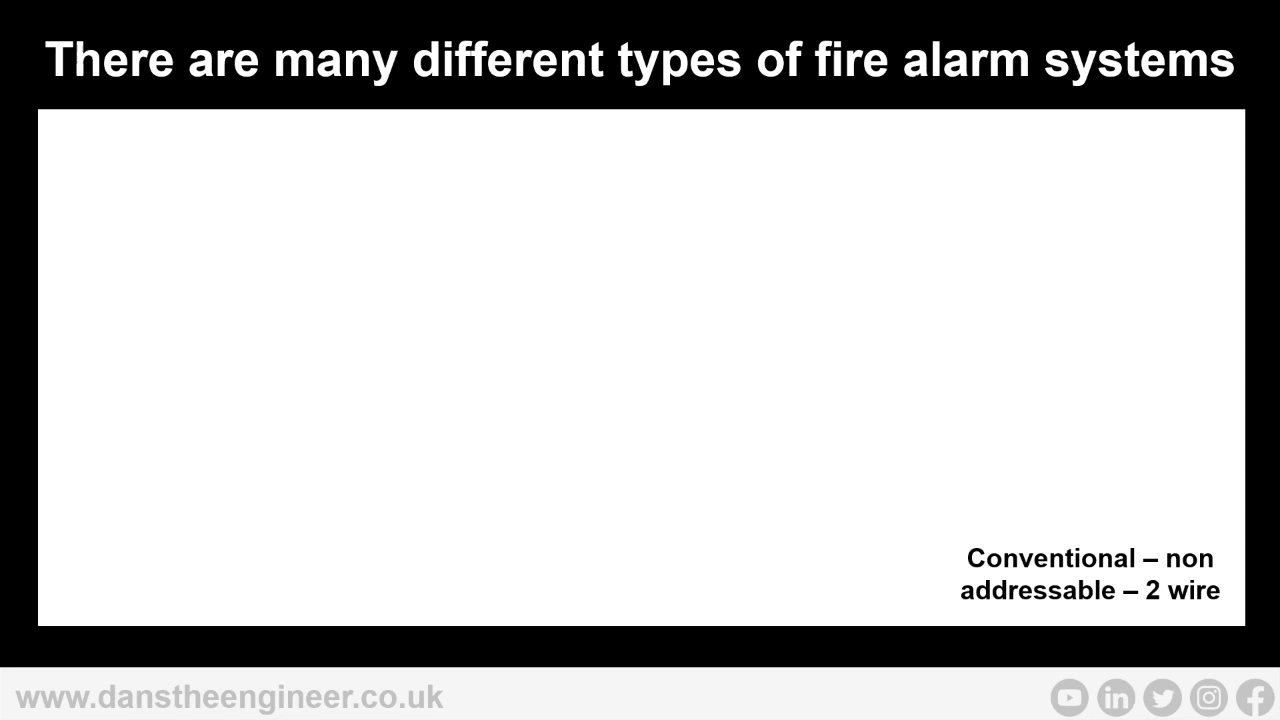 There are many different types of fire alarm systems
Conventional – non
addressable – 2 wire
www.danstheengineer.co.uk